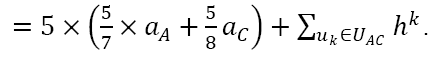 = 5 × (5/7 × a_A + 5/8 a_C) + ∑_{u_k∈U_{AC}} h^k.